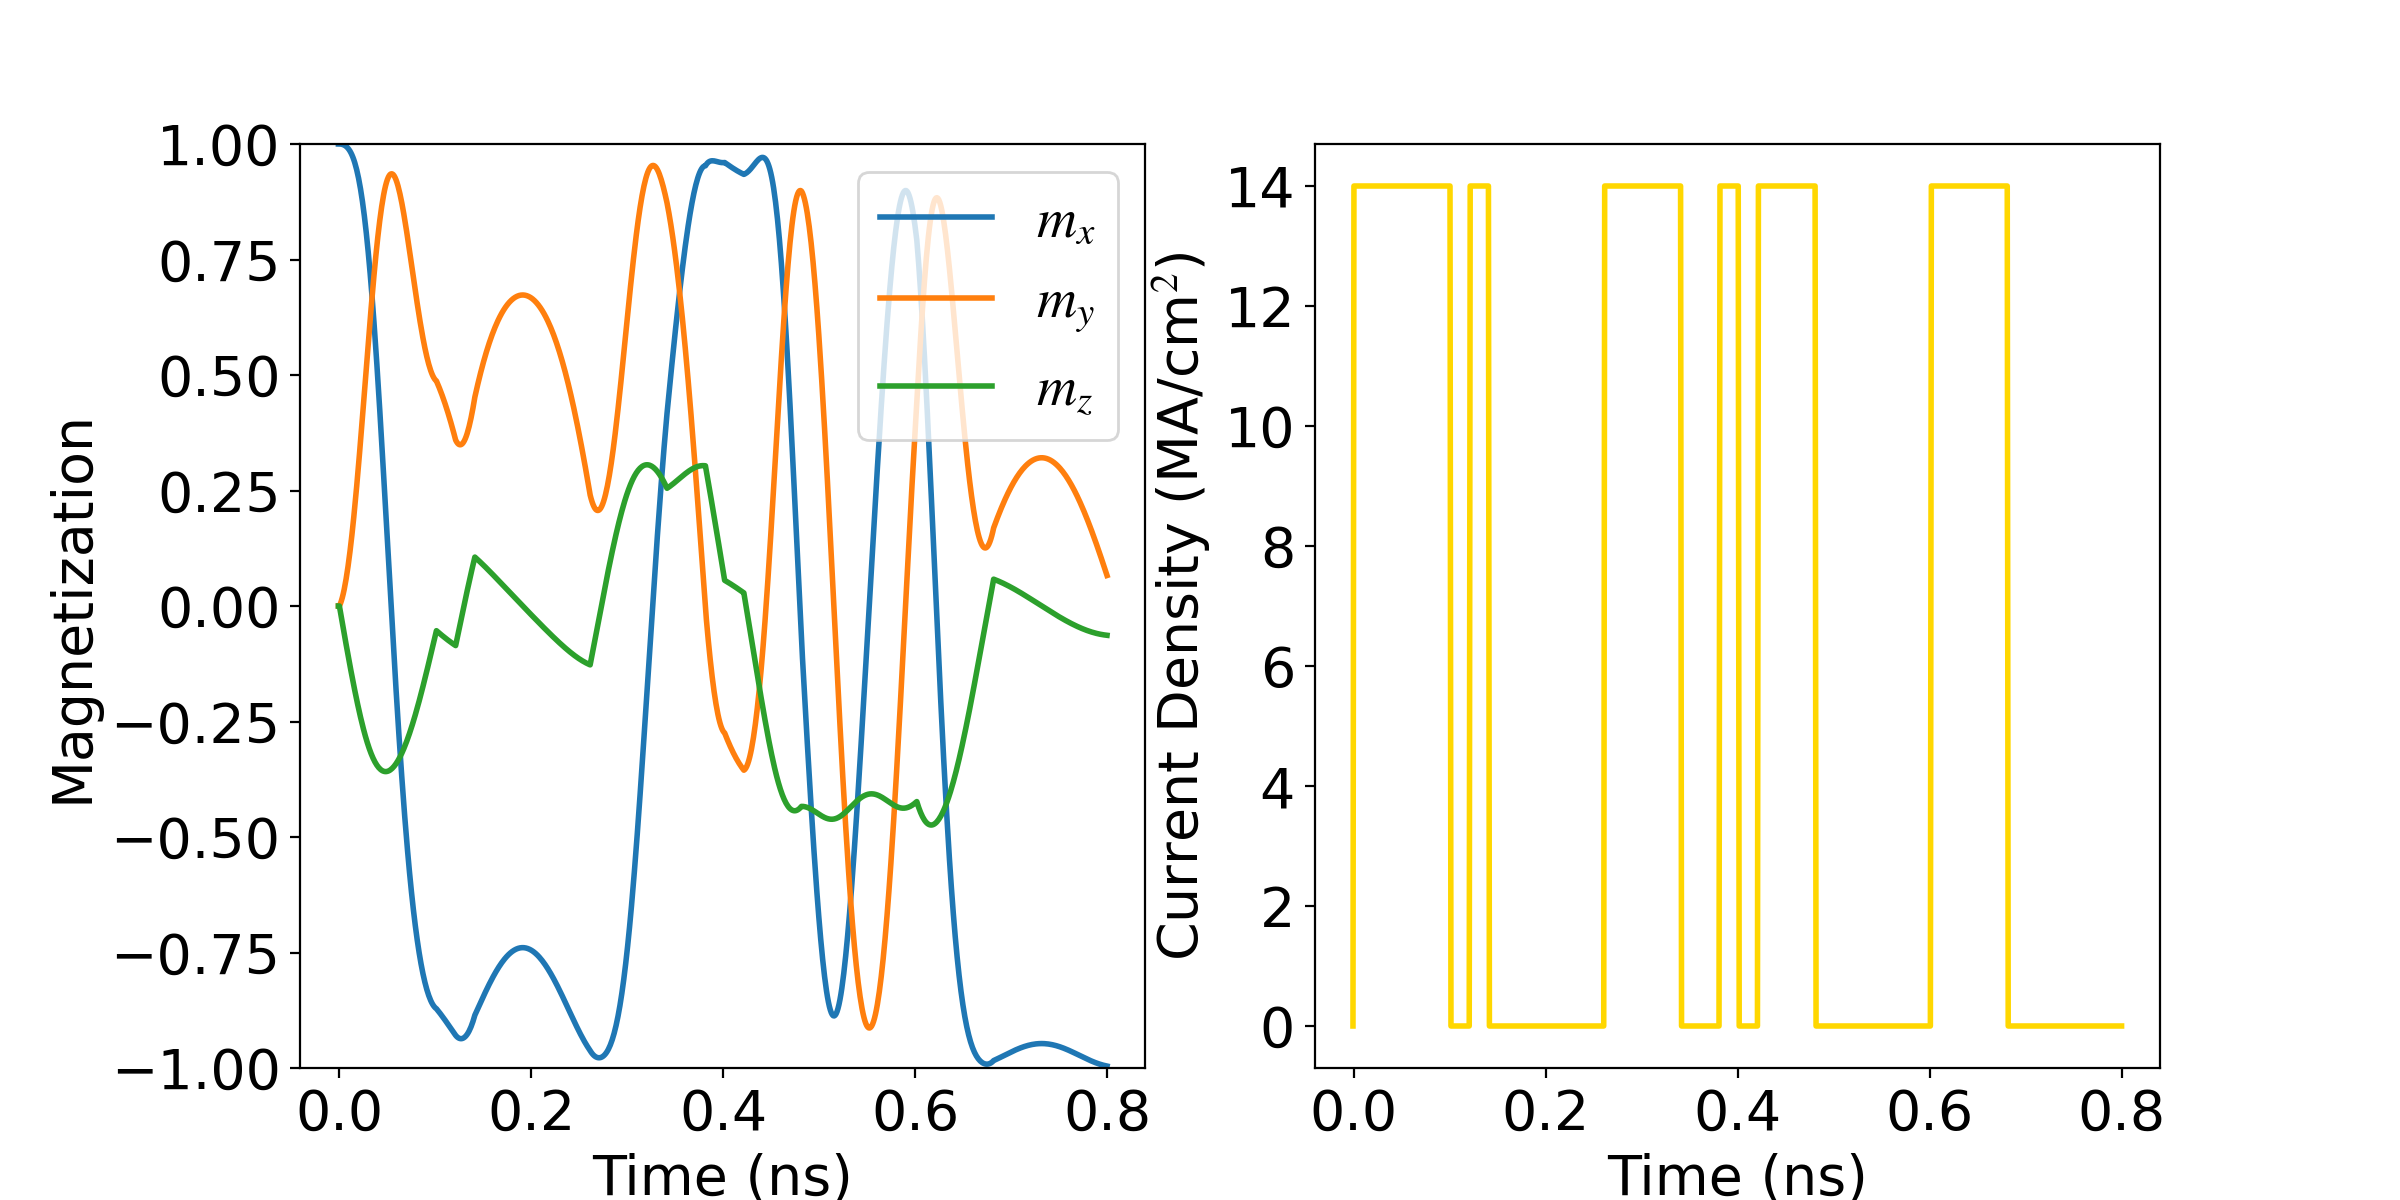 Magnetization
1.00
0.75
0.50
0.25
0.00
−0.25
−0.50
−0.75
−1.00
0.0 0.2 0.4 0.6 0.8
Time (ns)
m_x
m_y
m_z
Current Density (MA/cm²)
14
12
10
8
6
4
2
0
0.0 0.2 0.4 0.6 0.8
Time (ns)